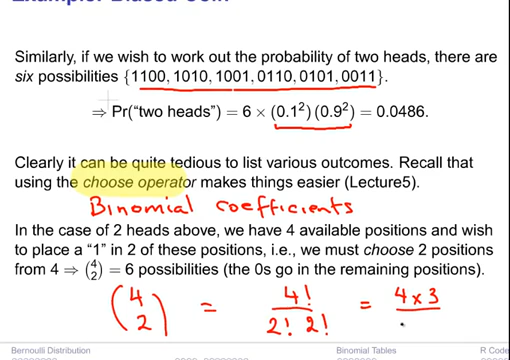 Similarly, if we wish to work out the probability of two heads, there are
six possibilities {1100, 1010, 1001, 0110, 0101, 0011}.
⇒ Pr("two heads") = 6 × (0.1²)(0.9²) = 0.0486.
Clearly it can be quite tedious to list various outcomes. Recall that
using the choose operator makes things easier (Lecture5).
Binomial coefficients
In the case of 2 heads above, we have 4 available positions and wish
to place a "1" in 2 of these positions, i.e., we must choose 2 positions
from 4 ⇒ (4 2) = 6 possibilities (the 0s go in the remaining positions).
(4 2) = 4! / 2! 2! = 4 × 3
Bernoulli Distribution Binomial Tables R Code